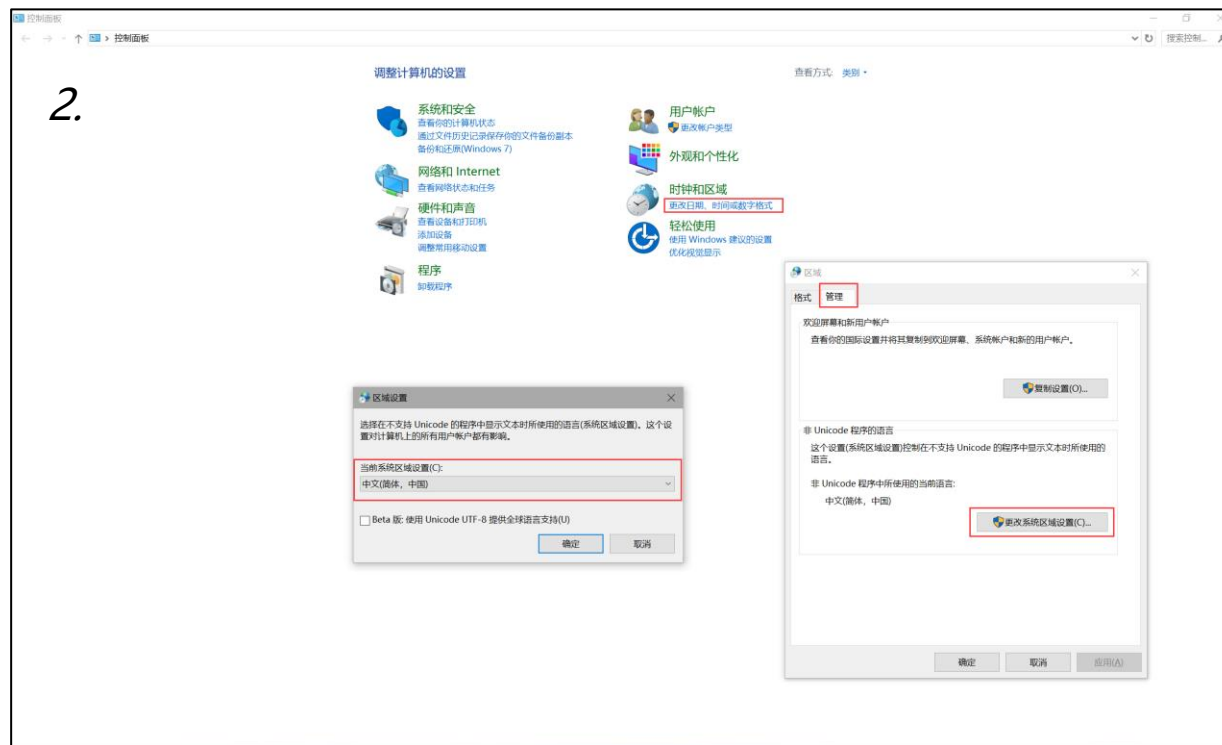 控制面板
控制面板
搜索控制...
2.
调整计算机的设置
查看方式: 类别
系统和安全
查看你的计算机状态
通过文件历史记录保存你的文件备份副本
备份和还原(Windows 7)
网络和 Internet
查看网络状态和任务
硬件和声音
查看设备和打印机
添加设备
调整常用移动设置
程序
卸载程序
用户帐户
更改帐户类型
外观和个性化
时钟和区域
更改日期、时间或数字格式
轻松使用
使用 Windows 建议的设置
优化视觉显示
区域设置
选择在不支持 Unicode 的程序中显示文本时所使用的语言(系统区域设置)。这个设
置对计算机上的所有用户帐户都有影响。
当前系统区域设置(C):
中文(简体，中国)
Beta 版: 使用 Unicode UTF-8 提供全球语言支持(U)
确定 取消
区域
格式 管理
欢迎屏幕和新用户帐户
查看你的国际设置并将其复制到欢迎屏幕、系统帐户和新的用户帐户。
复制设置(O)...
非 Unicode 程序的语言
这个设置(系统区域设置)控制在不支持 Unicode 的程序中显示文本时所使用的
语言。
非 Unicode 程序中所使用的当前语言:
中文(简体，中国)
更改系统区域设置(C)...
确定 取消 应用(A)